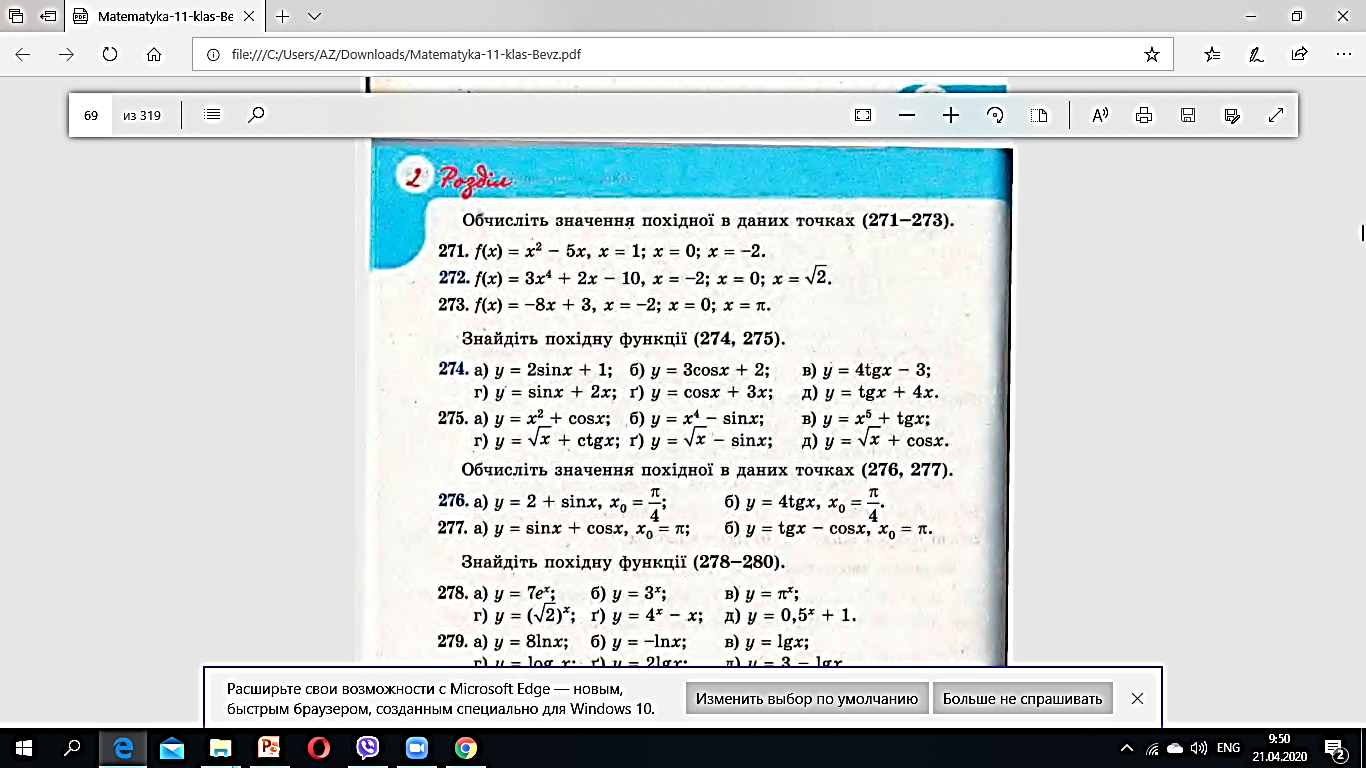 Matematyka-11-klas-Be
file:///C:/Users/AZ/Downloads/Matematyka-11-klas-Bevz.pdf
69 из 319
2 Розділ
Обчисліть значення похідної в даних точках (271–273).
271. f(x) = x² − 5x, x = 1; x = 0; x = −2.
272. f(x) = 3x⁴ + 2x − 10, x = −2; x = 0; x = √2.
273. f(x) = −8x + 3, x = −2; x = 0; x = π.
Знайдіть похідну функції (274, 275).
274. а) y = 2sinx + 1; б) y = 3cosx + 2; в) y = 4tgx − 3;
г) y = sinx + 2x; ґ) y = cosx + 3x; д) y = tgx + 4x.
275. а) y = x² + cosx; б) y = x⁴ − sinx; в) y = x⁵ + tgx;
г) y = √x + ctgx; ґ) y = √x − sinx; д) y = √x + cosx.
Обчисліть значення похідної в даних точках (276, 277).
276. а) y = 2 + sinx, x₀ = π/4; б) y = 4tgx, x₀ = π/4.
277. а) y = sinx + cosx, x₀ = π; б) y = tgx − cosx, x₀ = π.
Знайдіть похідну функції (278–280).
278. а) y = 7eˣ; б) y = 3ˣ; в) y = πˣ;
г) y = (√2)ˣ; ґ) y = 4ˣ − x; д) y = 0,5ˣ + 1.
279. а) y = 8lnx; б) y = −lnx; в) y = lgx;
г) y = log x; ґ) y = 2lgx; д) y = 3 − lgx
Расширьте свои возможности с Microsoft Edge — новым,
быстрым браузером, созданным специально для Windows 10.
Изменить выбор по умолчанию
Больше не спрашивать
ENG
9:50
21.04.2020
2